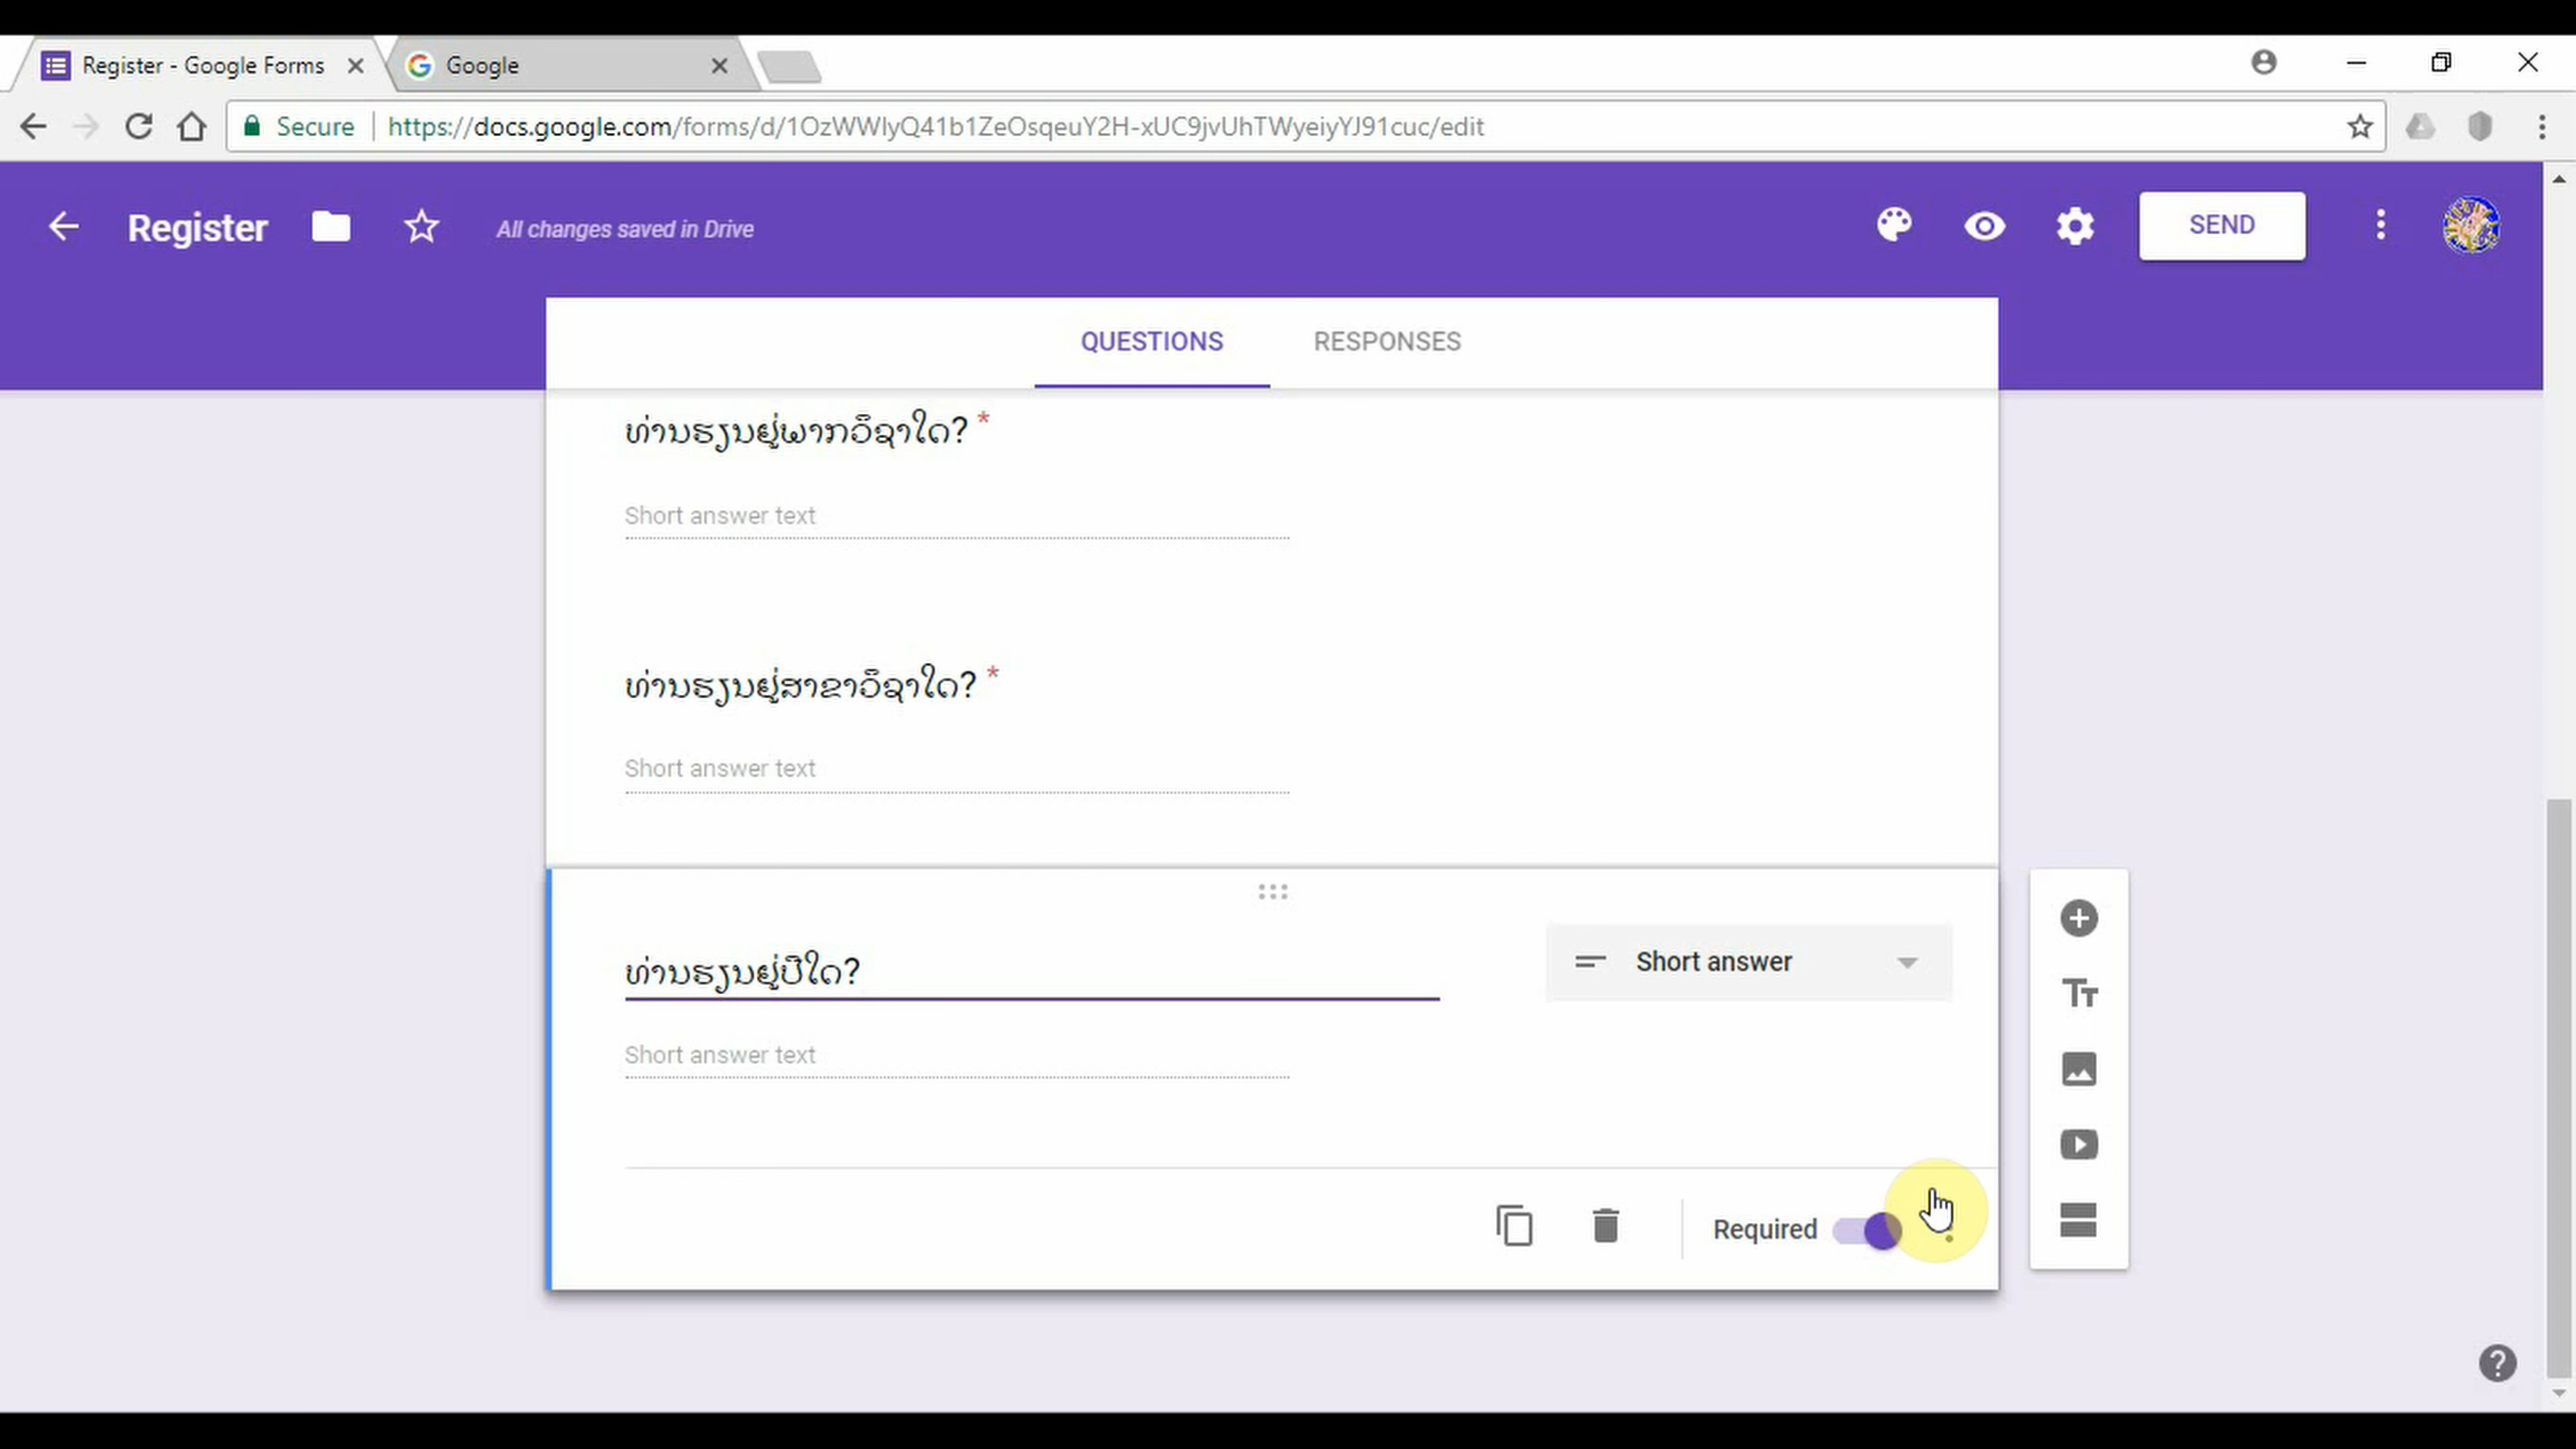 Register - Google Forms
Google
Secure
https://docs.google.com/forms/d/1OzWWlyQ41b1ZeOsqeuY2H-xUC9jvUhTWyeiyYJ91cuc/edit
Register
All changes saved in Drive
SEND
QUESTIONS
RESPONSES
ທ່ານຮຽນຢູ່ພາກວິຊາໃດ? *
Short answer text
ທ່ານຮຽນຢູ່ສາຂາວິຊາໃດ? *
Short answer text
ທ່ານຮຽນຢູ່ປີໃດ?
Short answer
Short answer text
Required